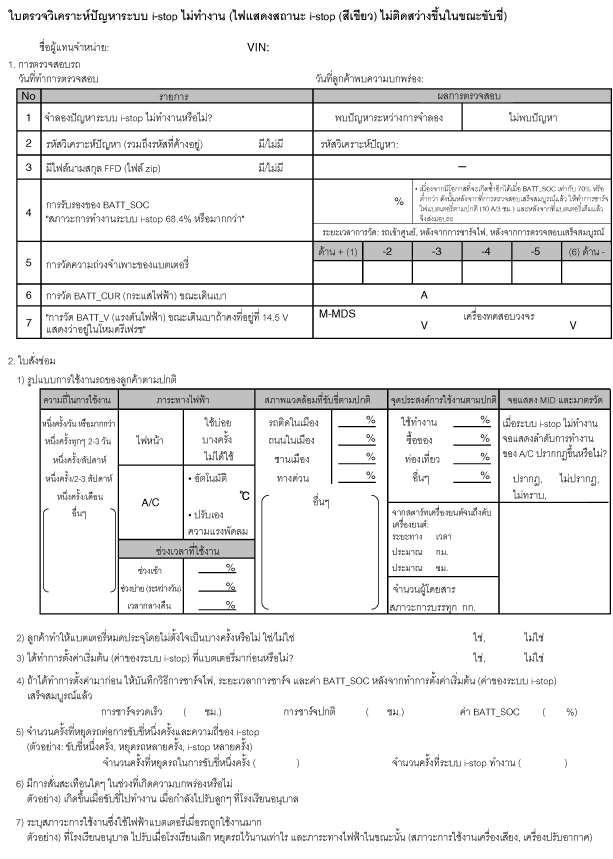 ใบตรวจวิเคราะห์ปัญหาระบบ i-stop ไม่ทำงาน (ไฟแสดงสถานะ i-stop (สีเขียว) ไม่ติดสว่างขึ้นในขณะขับขี่)
ชื่อผู้แทนจำหน่าย: VIN:
1. การตรวจสอบรถ
วันที่ทำการตรวจสอบ วันที่ลูกค้าพบความบกพร่อง:
No รายการ ผลการตรวจสอบ
1 จำลองปัญหาระบบ i-stop ไม่ทำงานหรือไม่? พบปัญหาระหว่างการจำลอง ไม่พบปัญหา
2 รหัสวิเคราะห์ปัญหา (รวมถึงรหัสที่ค้างอยู่) มี/ไม่มี รหัสวิเคราะห์ปัญหา:
3 มีไฟล์นามสกุล FFD (ไฟล์ zip) มี/ไม่มี –
4 การรับรองของ BATT_SOC
"สภาวะการทำงานระบบ i-stop 68.4% หรือมากกว่า"
%
• เนื่องจากมีโอกาสที่จะเกิดซ้ำอีกได้เมื่อ BATT_SOC เท่ากับ 70% หรือ
ต่ำกว่า ดังนั้นหลังจากที่การตรวจสอบเสร็จสมบูรณ์แล้ว ให้ทำการชาร์จ
ไฟแบตเตอรี่ตามปกติ (10 A/3 ชม.) และหลังจากที่แบตเตอรี่เต็มแล้ว
จึงส่งมอบรถ
ระยะเวลาการวัด: รถเข้าศูนย์, หลังจากการชาร์จไฟ, หลังจากการตรวจสอบเสร็จสมบูรณ์
5 การวัดความถ่วงจำเพาะของแบตเตอรี่ ด้าน + (1) -2 -3 -4 -5 (6) ด้าน -
6 การวัด BATT_CUR (กระแสไฟฟ้า) ขณะเดินเบา A
7 "การวัด BATT_V (แรงดันไฟฟ้า) ขณะเดินเบาถ้าคงที่อยู่ที่ 14.5 V
แสดงว่าอยู่ในโหมดรีเฟรช"
M-MDS V เครื่องทดสอบวงจร V
2. ใบสั่งซ่อม
1) รูปแบบการใช้งานรถของลูกค้าตามปกติ
ความถี่ในการใช้งาน ภาระทางไฟฟ้า สภาพแวดล้อมที่ขับขี่ตามปกติ จุดประสงค์การใช้งานตามปกติ จอแสดง MID และมาตรวัด
หนึ่งครั้ง/วัน หรือมากกว่า
หนึ่งครั้งทุกๆ 2-3 วัน
หนึ่งครั้ง/สัปดาห์
หนึ่งครั้ง/2-3 สัปดาห์
หนึ่งครั้ง/เดือน
อื่นๆ
ไฟหน้า
ใช้บ่อย
บางครั้ง
ไม่ได้ใช้
A/C
• อัตโนมัติ
℃
• ปรับเอง
ความแรงพัดลม
ช่วงเวลาที่ใช้งาน
ช่วงเช้า %
ช่วงบ่าย (ระหว่างวัน) %
เวลากลางคืน %
รถติดในเมือง %
ถนนในเมือง %
ชานเมือง %
ทางด่วน %
อื่นๆ
ใช้ทำงาน %
ซื้อของ %
ท่องเที่ยว %
อื่นๆ %
จากสตาร์ทเครื่องยนต์จนถึงดับ
เครื่องยนต์:
ระยะทาง เวลา
ประมาณ กม.
ประมาณ ชม.
จำนวนผู้โดยสาร
สภาวะการบรรทุก กก.
เมื่อระบบ i-stop ไม่ทำงาน
จอแสดงลำดับการทำงาน
ของ A/C ปรากฏขึ้นหรือไม่?
ปรากฏ, ไม่ปรากฏ,
ไม่ทราบ,
2) ลูกค้าทำให้แบตเตอรี่หมดประจุโดยไม่ตั้งใจเป็นบางครั้งหรือไม่ ใช่/ไม่ใช่ ใช่, ไม่ใช่
3) ได้ทำการตั้งค่าเริ่มต้น (ค่าของระบบ i-stop) ที่แบตเตอรี่มาก่อนหรือไม่? ใช่, ไม่ใช่
4) ถ้าได้ทำการตั้งค่ามาก่อน ให้บันทึกวิธีการชาร์จไฟ, ระยะเวลาการชาร์จ และค่า BATT_SOC หลังจากทำการตั้งค่าเริ่มต้น (ค่าของระบบ i-stop)
เสร็จสมบูรณ์แล้ว
การชาร์จรวดเร็ว ( ชม.) การชาร์จปกติ ( ชม.) ค่า BATT_SOC ( %)
5) จำนวนครั้งที่หยุดรถต่อการขับขี่หนึ่งครั้งและความถี่ของ i-stop
(ตัวอย่าง: ขับขี่หนึ่งครั้ง, หยุดรถหลายครั้ง, i-stop หลายครั้ง)
จำนวนครั้งที่หยุดรถในการขับขี่หนึ่งครั้ง ( ) จำนวนครั้งที่ระบบ i-stop ทำงาน ( )
6) มีการสั่นสะเทือนใดๆ ในช่วงที่เกิดความบกพร่องหรือไม่
ตัวอย่าง) เกิดขึ้นเมื่อขับขี่ไปทำงาน เมื่อกำลังไปรับลูกๆ ที่โรงเรียนอนุบาล
7) ระบุสภาวะการใช้งานซึ่งใช้ไฟแบตเตอรี่เมื่อรถถูกใช้งานมาก
ตัวอย่าง) ที่โรงเรียนอนุบาล ไปรับเมื่อโรงเรียนเลิก หยุดรถไว้นานเท่าไร และภาระทางไฟฟ้าในขณะนั้น (สภาวะการใช้งานเครื่องเสียง, เครื่องปรับอากาศ)